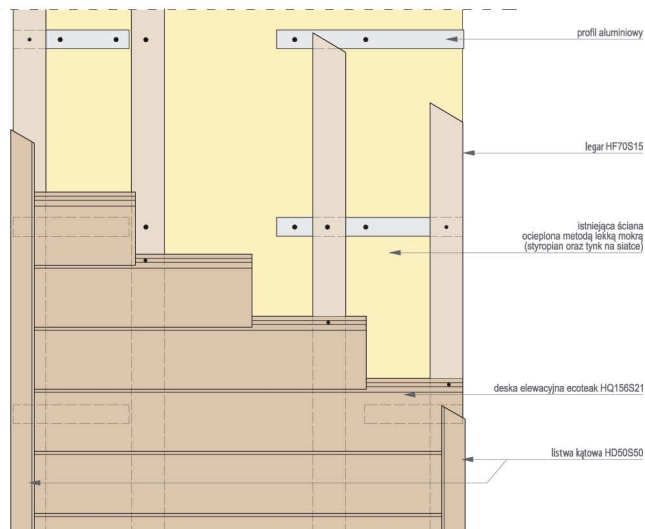 profil aluminiowy
legar HF70S15
istniejąca ściana
ocieplona metodą lekką mokrą
(styropian oraz tynk na siatce)
deska elewacyjna ecoteak HQ156S21
listwa kątowa HD50S50